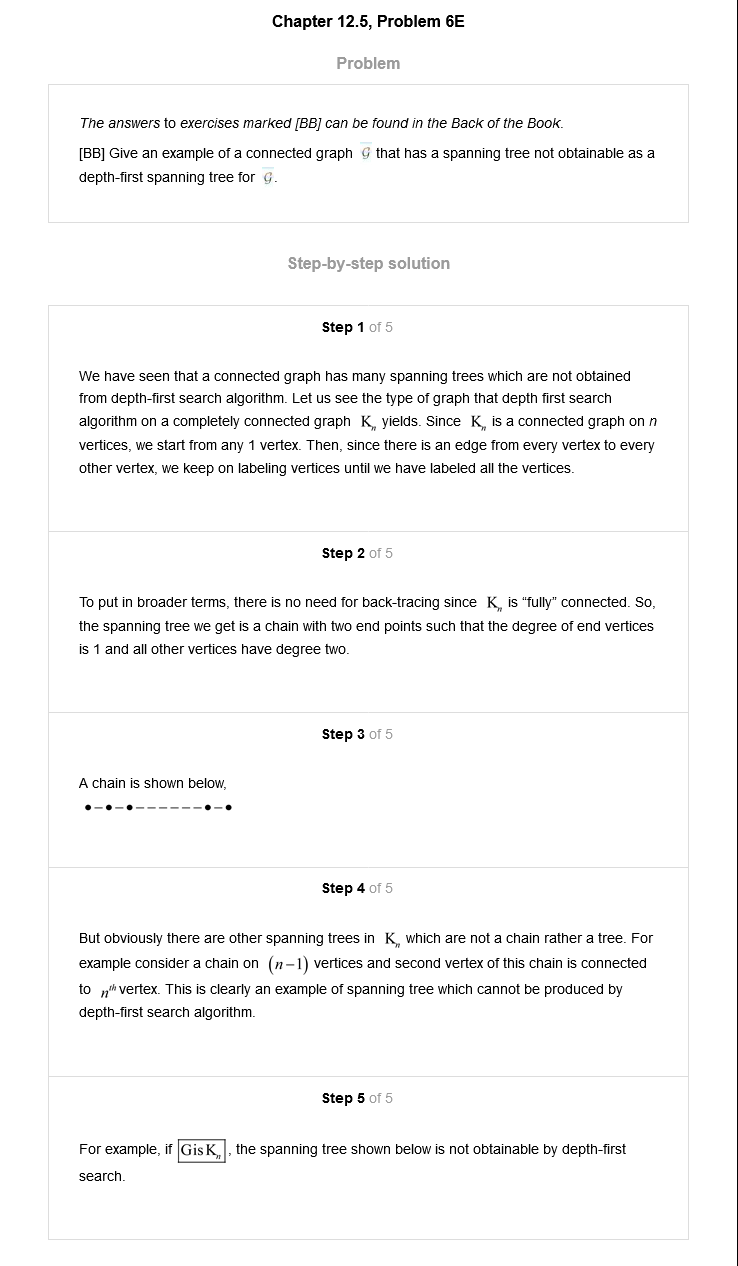 Chapter 12.5, Problem 6E
Problem
The answers to exercises marked [BB] can be found in the Back of the Book.
[BB] Give an example of a connected graph G that has a spanning tree not obtainable as a
depth-first spanning tree for G.
Step-by-step solution
Step 1 of 5
We have seen that a connected graph has many spanning trees which are not obtained
from depth-first search algorithm. Let us see the type of graph that depth first search
algorithm on a completely connected graph Kₙ yields. Since Kₙ is a connected graph on n
vertices, we start from any 1 vertex. Then, since there is an edge from every vertex to every
other vertex, we keep on labeling vertices until we have labeled all the vertices.
Step 2 of 5
To put in broader terms, there is no need for back-tracing since Kₙ is “fully” connected. So,
the spanning tree we get is a chain with two end points such that the degree of end vertices
is 1 and all other vertices have degree two.
Step 3 of 5
A chain is shown below,
Step 4 of 5
But obviously there are other spanning trees in Kₙ which are not a chain rather a tree. For
example consider a chain on (n−1) vertices and second vertex of this chain is connected
to nᵗʰ vertex. This is clearly an example of spanning tree which cannot be produced by
depth-first search algorithm.
Step 5 of 5
For example, if G is Kₙ, the spanning tree shown below is not obtainable by depth-first
search.